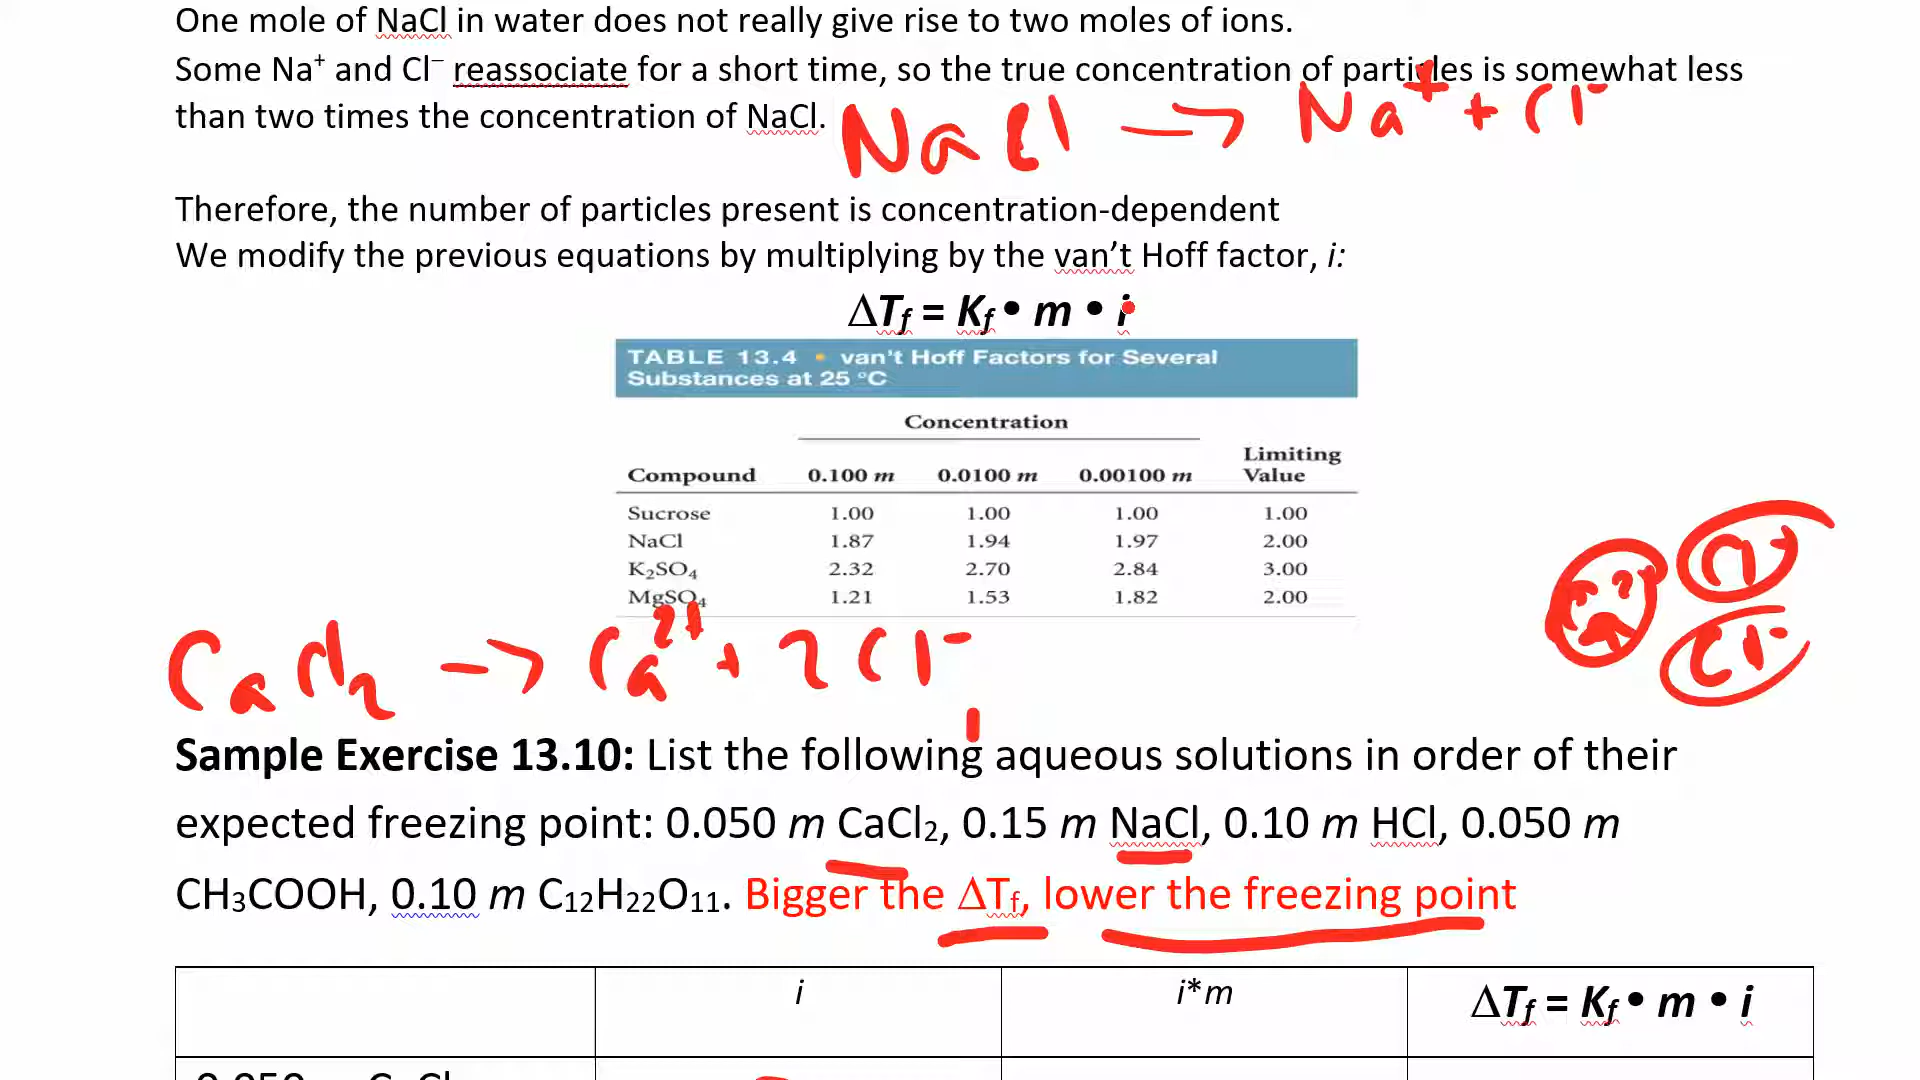 One mole of NaCl in water does not really give rise to two moles of ions.
Some Na⁺ and Cl⁻ reassociate for a short time, so the true concentration of particles is somewhat less
than two times the concentration of NaCl.
NaCl → Na⁺ + Cl⁻
Therefore, the number of particles present is concentration-dependent
We modify the previous equations by multiplying by the van’t Hoff factor, i:
ΔTf = Kf • m • i
TABLE 13.4 • van't Hoff Factors for Several
Substances at 25 °C
Concentration
Compound 0.100 m 0.0100 m 0.00100 m Limiting Value
Sucrose 1.00 1.00 1.00 1.00
NaCl 1.87 1.94 1.97 2.00
K₂SO₄ 2.32 2.70 2.84 3.00
MgSO₄ 1.21 1.53 1.82 2.00
Cl⁻
CaCl₂ → Ca²⁺ + 2Cl⁻
Sample Exercise 13.10: List the following aqueous solutions in order of their
expected freezing point: 0.050 m CaCl₂, 0.15 m NaCl, 0.10 m HCl, 0.050 m
CH₃COOH, 0.10 m C₁₂H₂₂O₁₁. Bigger the ΔTf, lower the freezing point
i i*m ΔTf = Kf • m • i